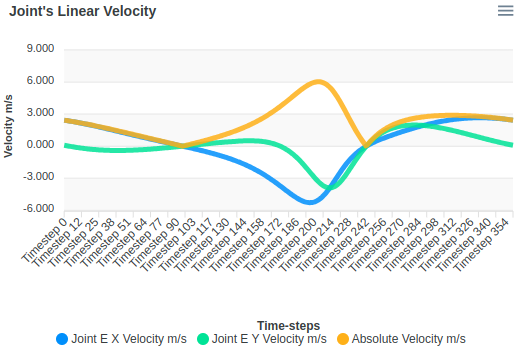 Joint's Linear Velocity
9.000
6.000
3.000
0.000
-3.000
-6.000
Velocity m/s
Timestep 0
Timestep 12
Timestep 25
Timestep 38
Timestep 51
Timestep 64
Timestep 77
Timestep 90
Timestep 103
Timestep 117
Timestep 130
Timestep 144
Timestep 158
Timestep 172
Timestep 186
Timestep 200
Timestep 214
Timestep 228
Timestep 242
Timestep 256
Timestep 270
Timestep 284
Timestep 298
Timestep 312
Timestep 326
Timestep 340
Timestep 354
Time-steps
Joint E X Velocity m/s
Joint E Y Velocity m/s
Absolute Velocity m/s